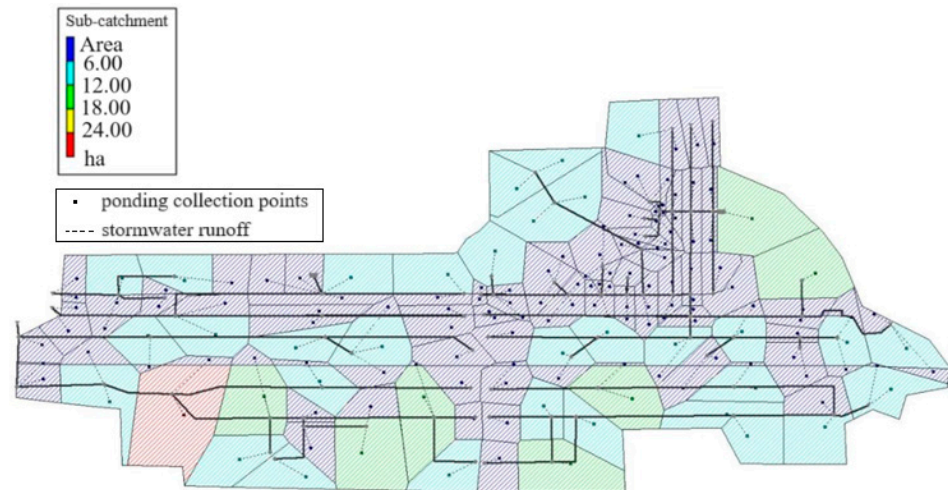 Sub-catchment
Area
6.00
12.00
18.00
24.00
ha
ponding collection points
stormwater runoff